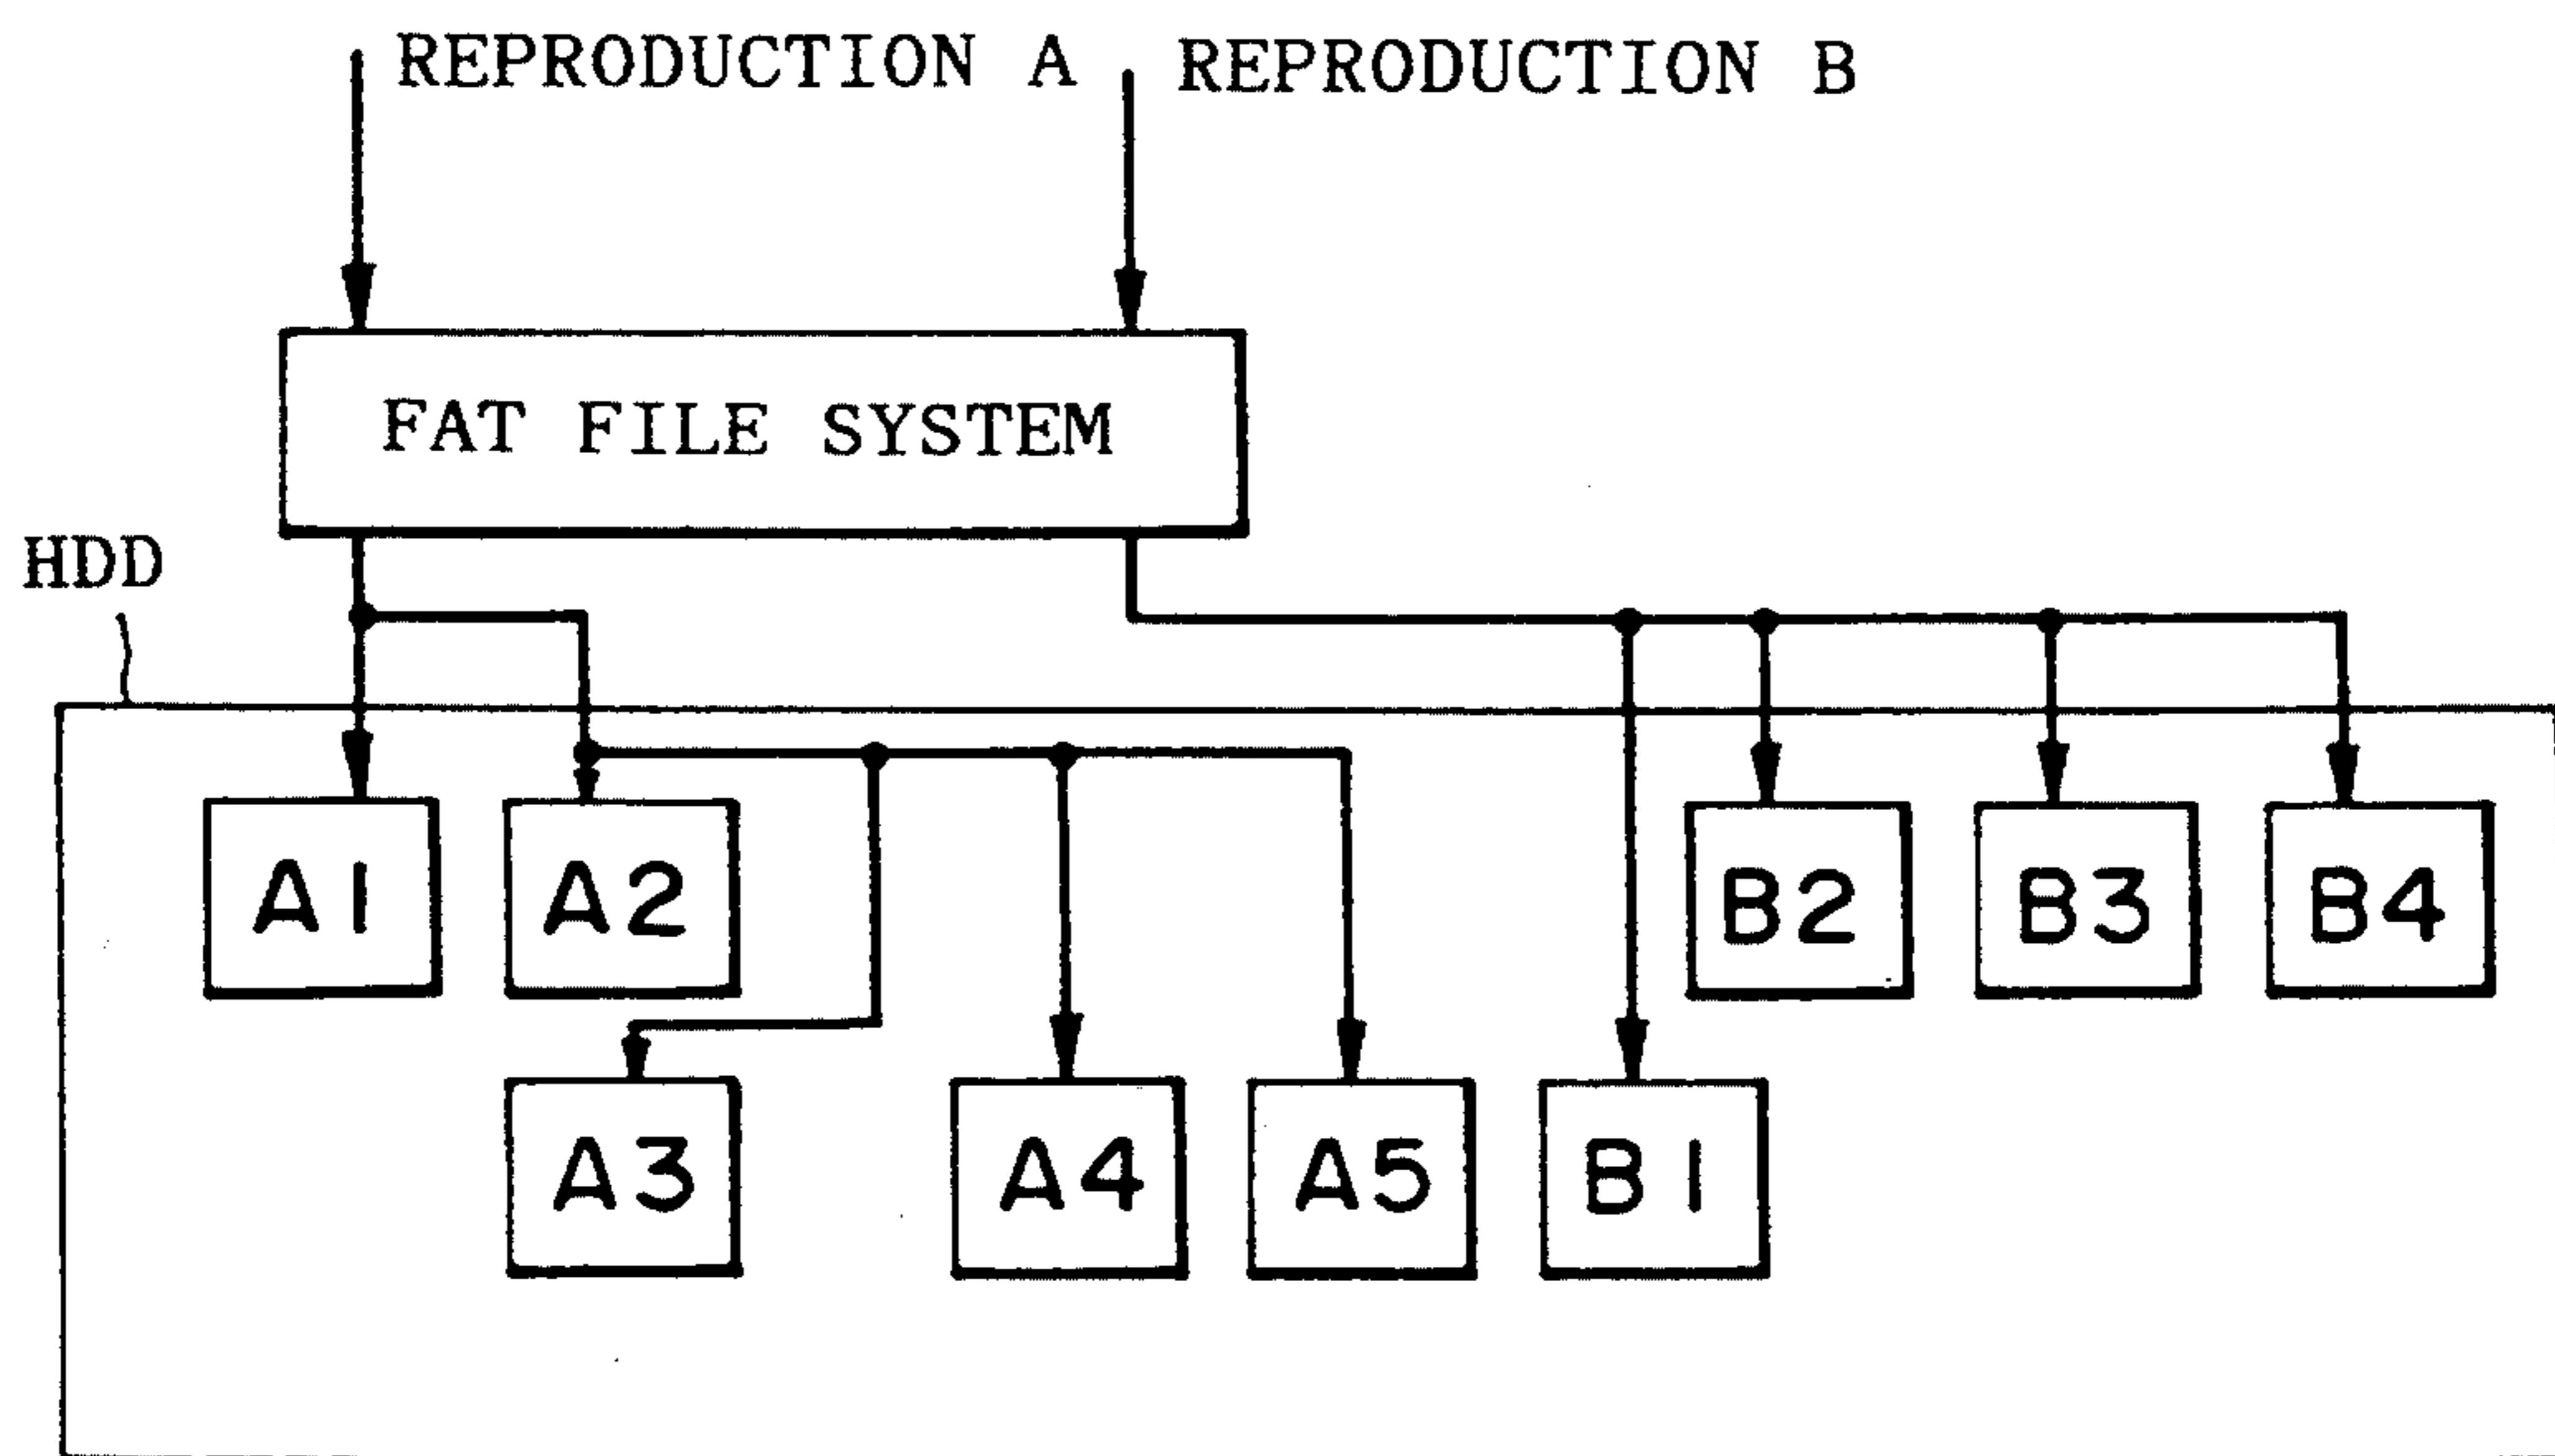 REPRODUCTION A
REPRODUCTION B
FAT FILE SYSTEM
HDD
A1
A2
B2
B3
B4
A3
A4
A5
B1